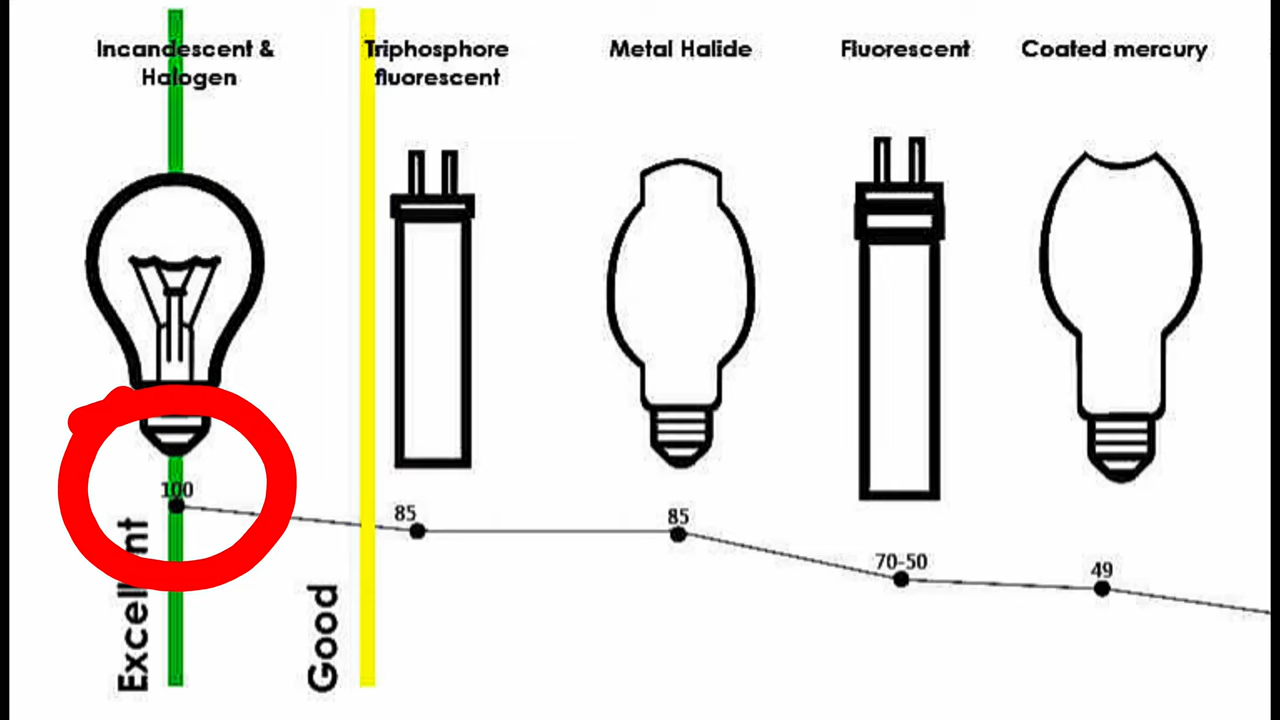 Incandescent &
Halogen
Triphosphore
fluorescent
Metal Halide
Fluorescent
Coated mercury
100
85
85
70-50
49
Excellent
Good